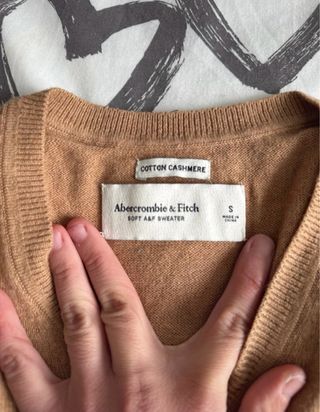 COTTON CASHMERE
Abercrombie & Fitch
SOFT A&F SWEATER
S
MADE IN
CHINA